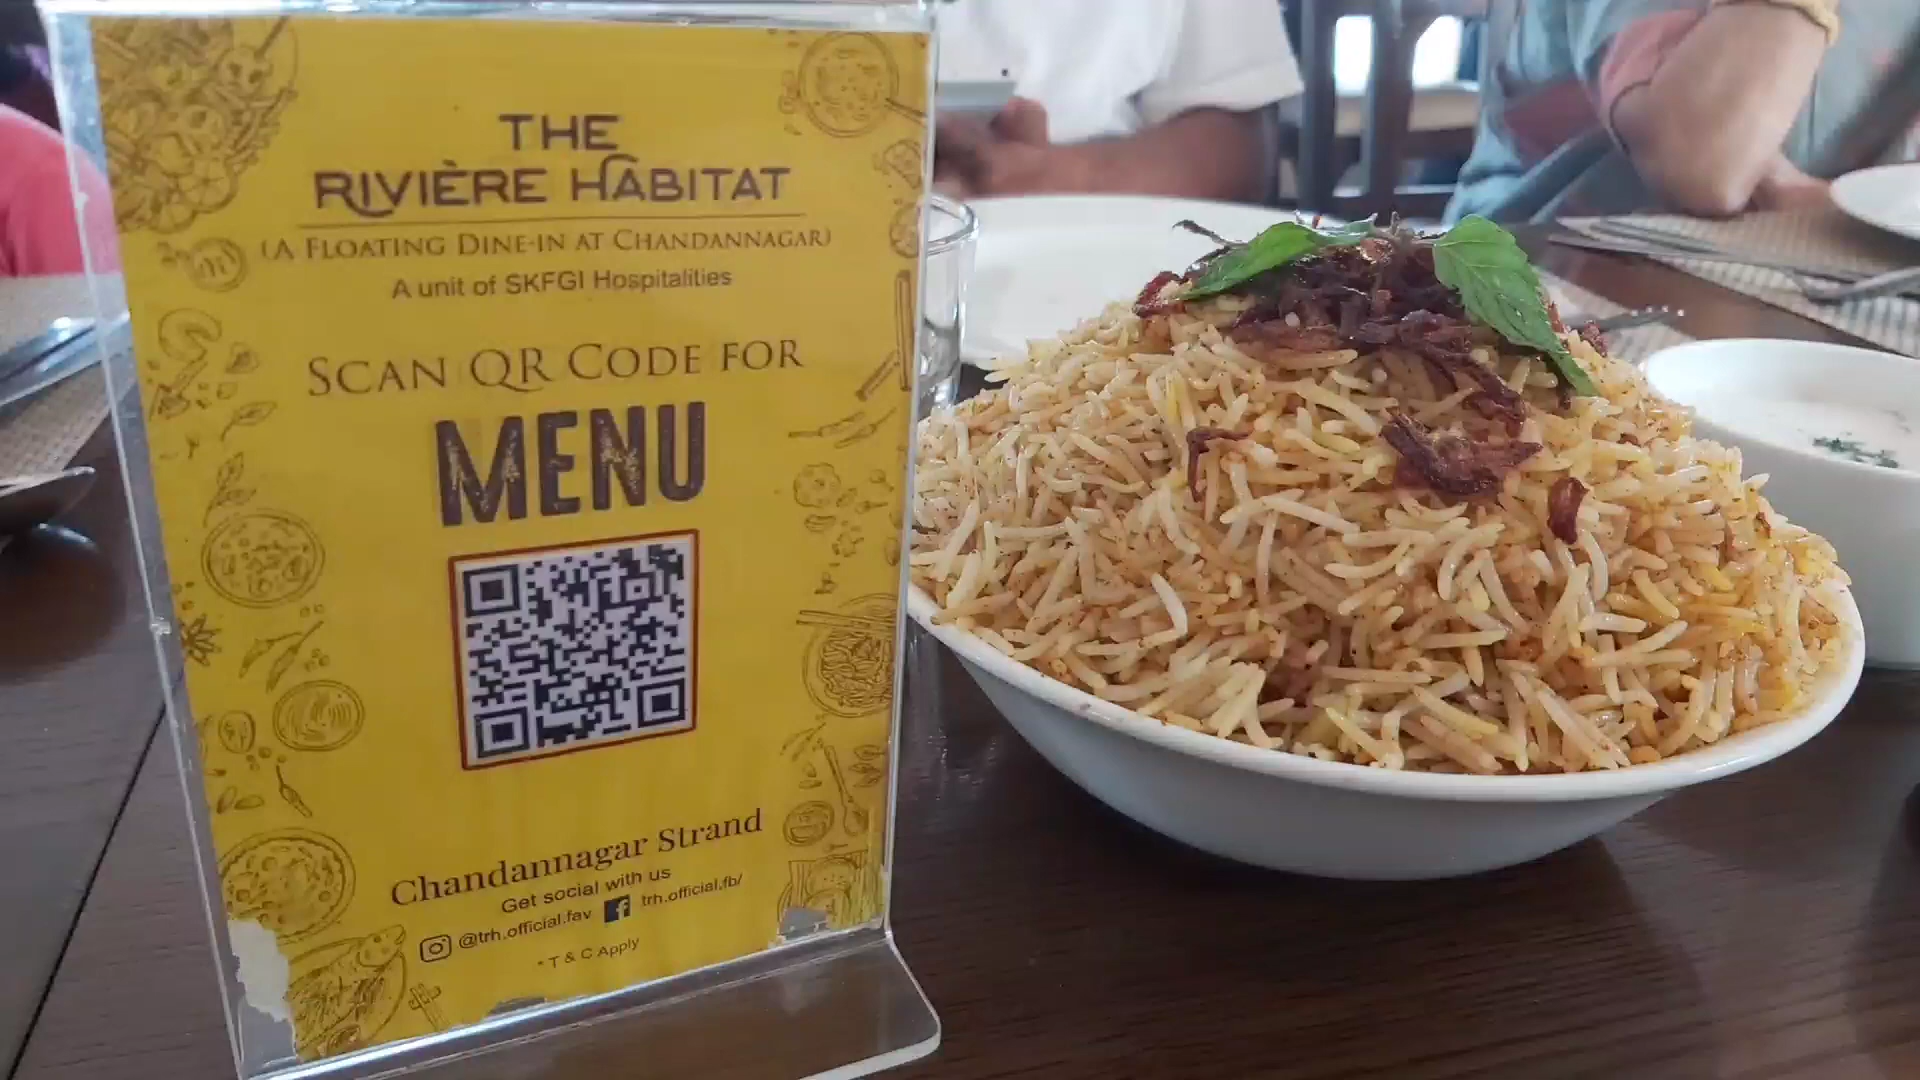 THE
RIVIÈRE HABITAT
(A FLOATING DINE-IN AT CHANDANNAGAR)
A unit of SKFGI Hospitalities
SCAN QR CODE FOR
MENU
Chandannagar Strand
Get social with us
@trh.official.fav trh.official.fb/
* T & C Apply